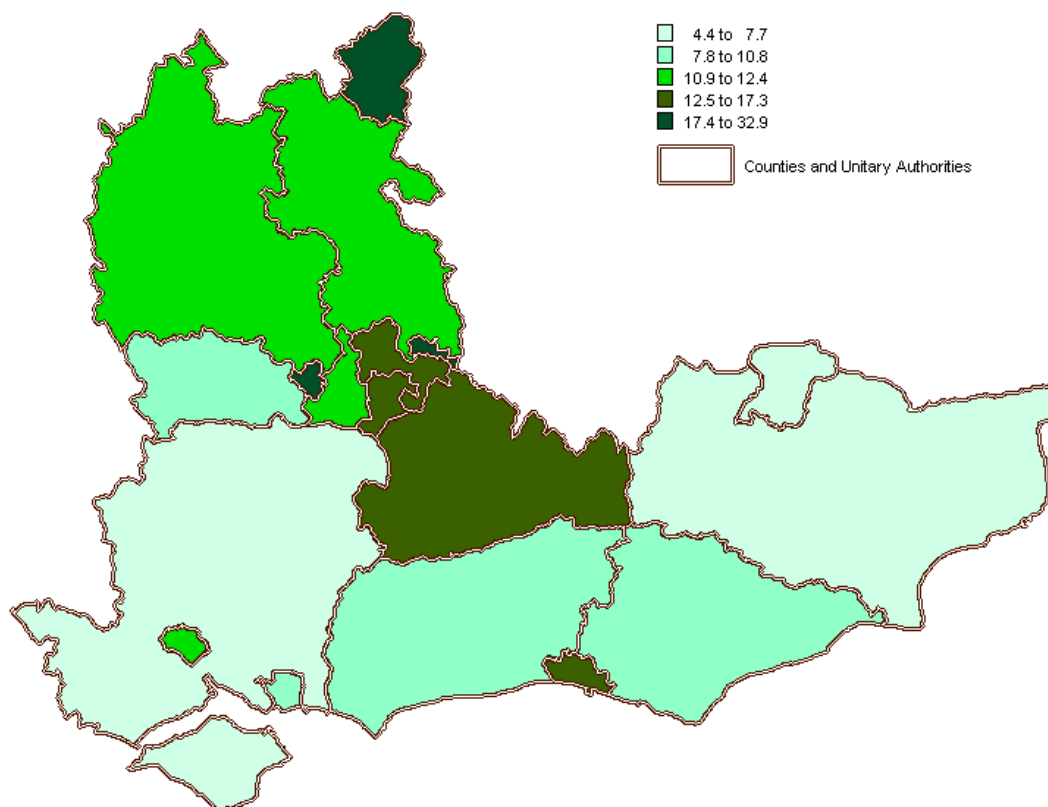 4.4 to 7.7
7.8 to 10.8
10.9 to 12.4
12.5 to 17.3
17.4 to 32.9
Counties and Unitary Authorities